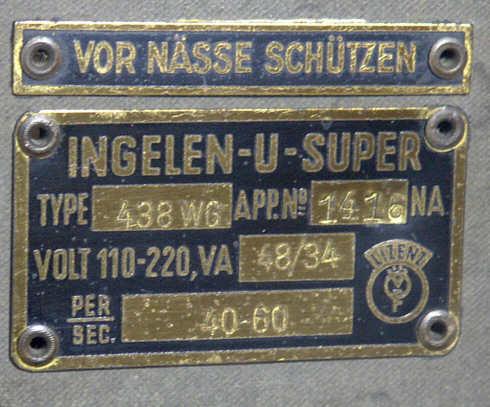 VOR NÄSSE SCHÜTZEN
INGELEN-U-SUPER
TYPE 438 WG APP. № 1416 NA
VOLT 110-220, VA 48/34
LIZENZ
PER SEC. 40-60